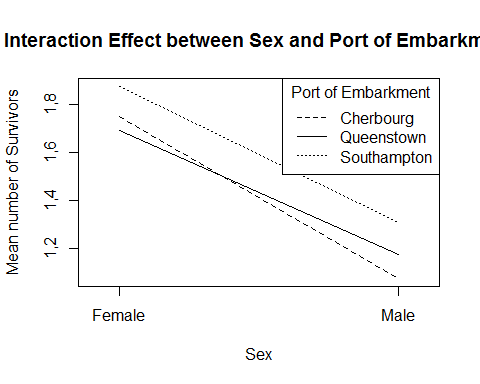 Interaction Effect between Sex and Port of Embarkm
Mean number of Survivors
1.8
1.6
1.4
1.2
Port of Embarkment
Cherbourg
Queenstown
Southampton
Female
Male
Sex